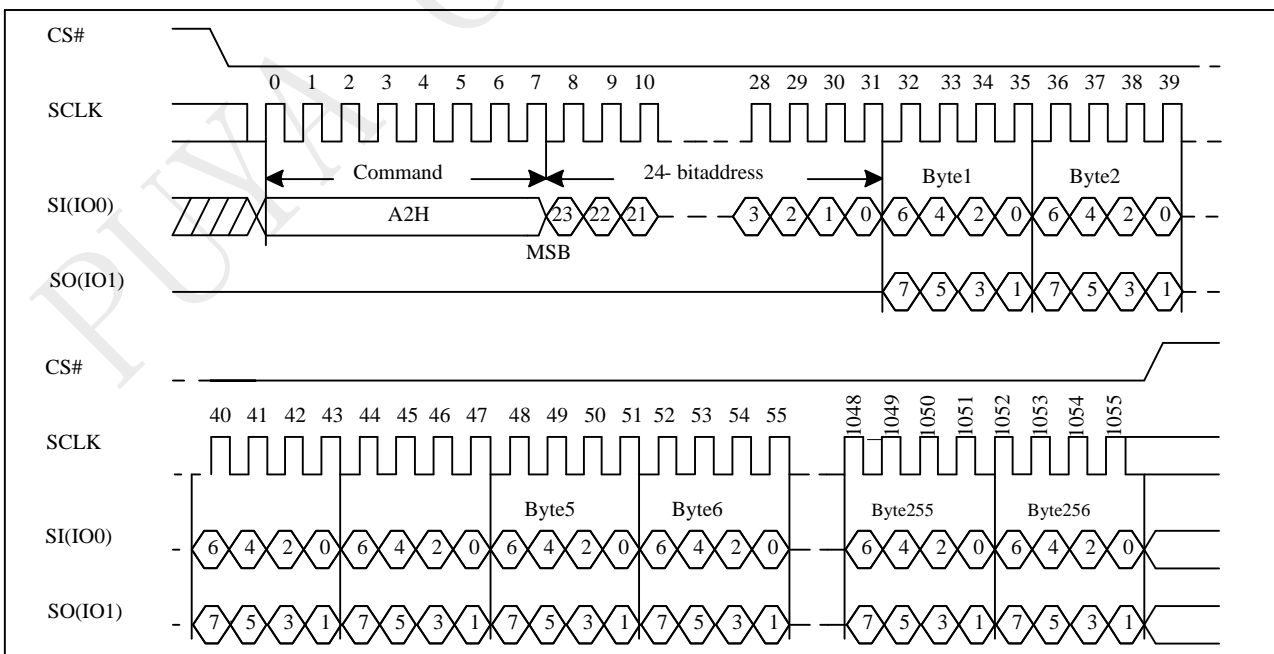 PUYA
CS#
0 1 2 3 4 5 6 7 8 9 10 28 29 30 31 32 33 34 35 36 37 38 39
SCLK
Command 24- bitaddress Byte1 Byte2
SI(IO0) A2H 23 22 21 3 2 1 0 6 4 2 0 6 4 2 0
MSB
SO(IO1) 7 5 3 1 7 5 3 1
CS#
40 41 42 43 44 45 46 47 48 49 50 51 52 53 54 55 1048 1049 1050 1051 1052 1053 1054 1055
SCLK
Byte5 Byte6 Byte255 Byte256
SI(IO0) 6 4 2 0 6 4 2 0 6 4 2 0 6 4 2 0 6 4 2 0 6 4 2 0
SO(IO1) 7 5 3 1 7 5 3 1 7 5 3 1 7 5 3 1 7 5 3 1 7 5 3 1